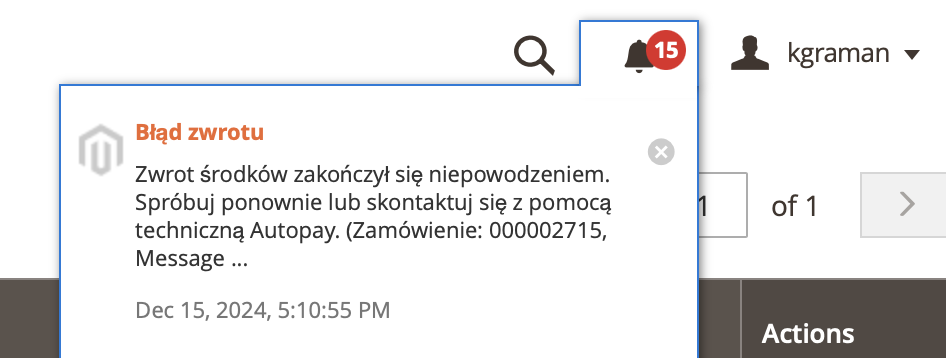 15
kgraman
Błąd zwrotu
Zwrot środków zakończył się niepowodzeniem.
Spróbuj ponownie lub skontaktuj się z pomocą
techniczną Autopay. (Zamówienie: 000002715,
Message ...
Dec 15, 2024, 5:10:55 PM
1 of 1
Actions